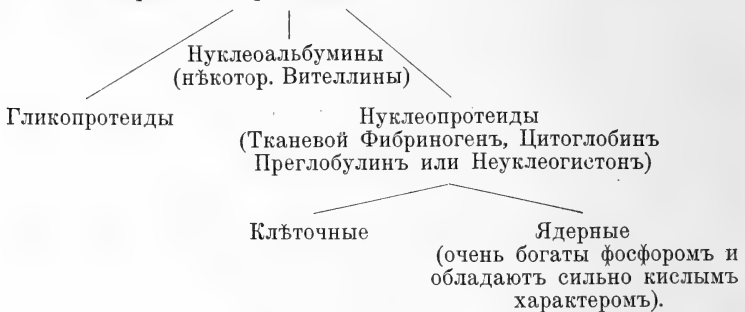 Нуклеоальбумины
(нѣкотор. Вителлины)
Гликопротеиды
Нуклеопротеиды
(Тканевой Фибриногенъ, Цитоглобинъ
Преглобулинъ или Неуклеогистонъ)
Клѣточные
Ядерные
(очень богаты фосфоромъ и
обладаютъ сильно кислымъ
характеромъ).